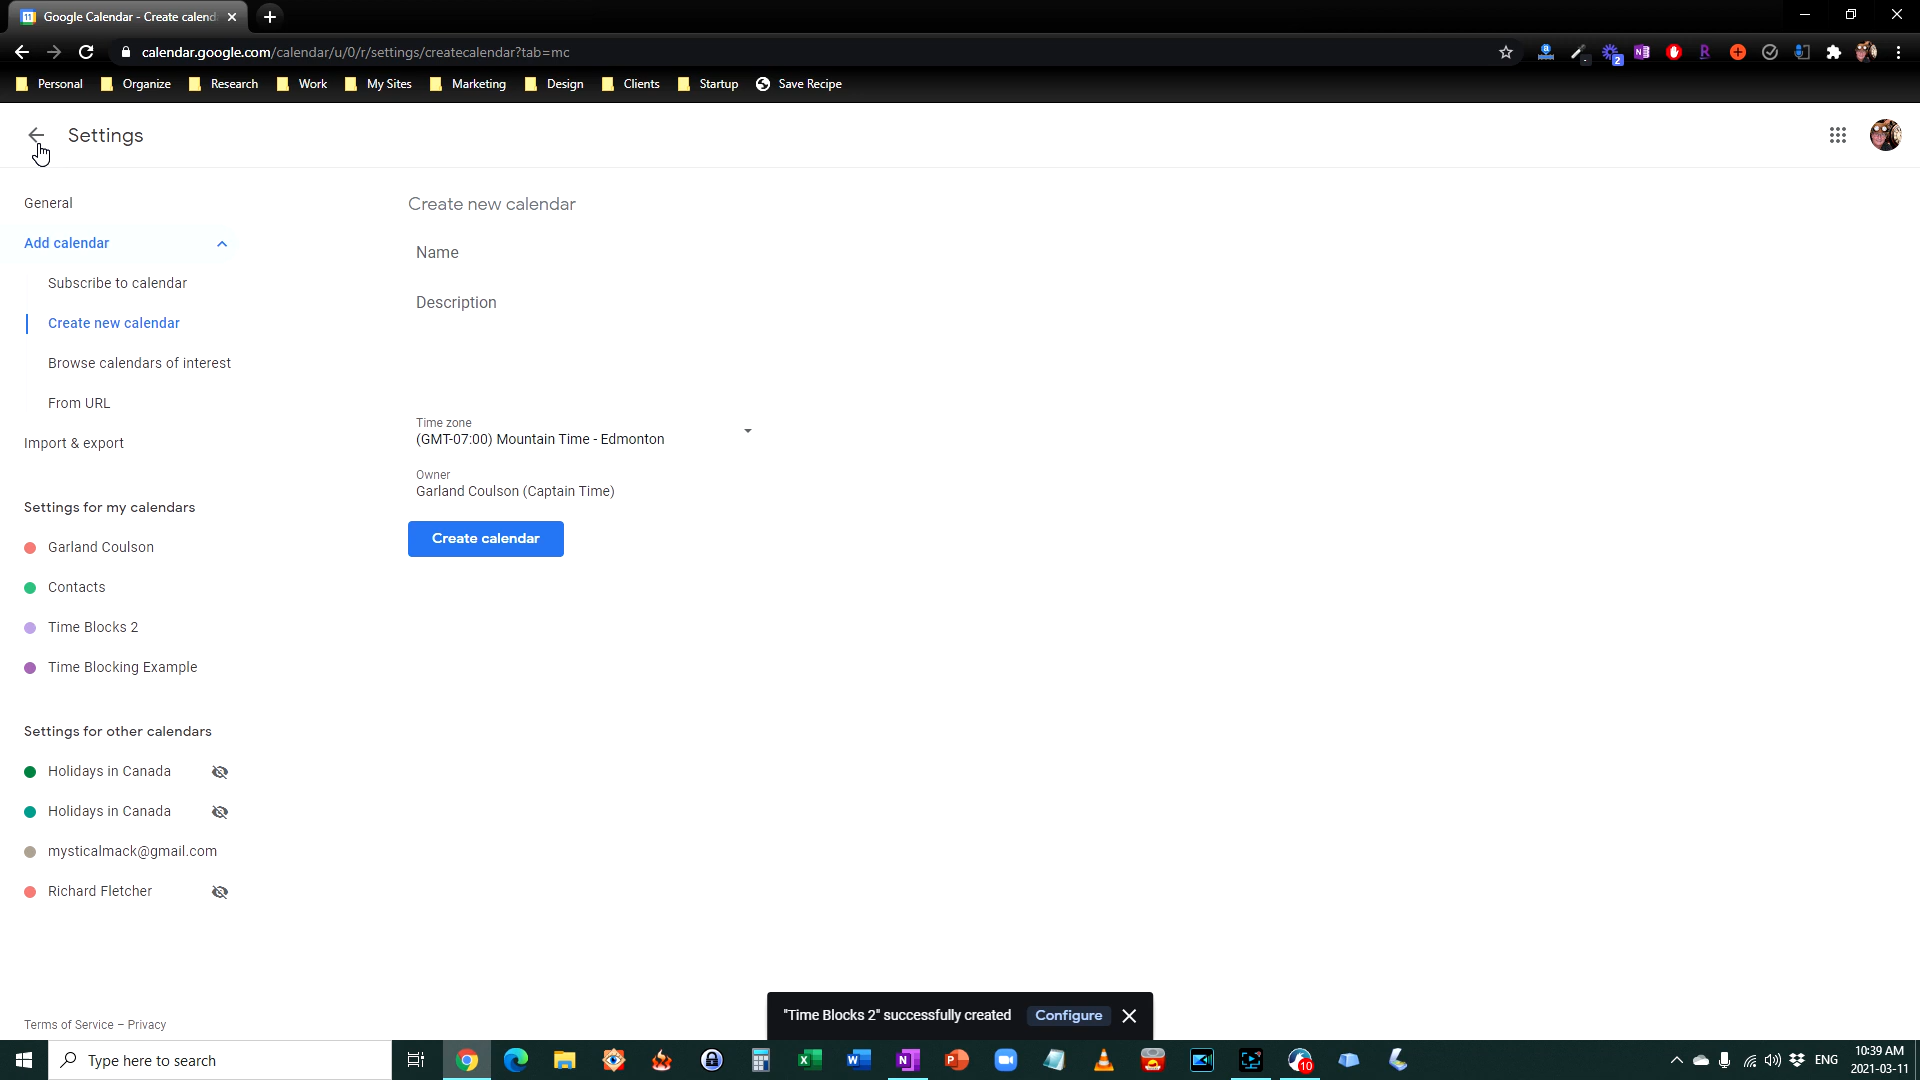 Google Calendar - Create calend
calendar.google.com/calendar/u/0/r/settings/createcalendar?tab=mc
2
Personal
Organize
Research
Work
My Sites
Marketing
Design
Clients
Startup
Save Recipe
Settings
General
Add calendar
Subscribe to calendar
Create new calendar
Browse calendars of interest
From URL
Import & export
Settings for my calendars
Garland Coulson
Contacts
Time Blocks 2
Time Blocking Example
Settings for other calendars
Holidays in Canada
Holidays in Canada
mysticalmack@gmail.com
Richard Fletcher
Terms of Service – Privacy
Create new calendar
Name
Description
Time zone
(GMT-07:00) Mountain Time - Edmonton
Owner
Garland Coulson (Captain Time)
Create calendar
"Time Blocks 2" successfully created Configure
Type here to search
10
ENG
10:39 AM
2021-03-11